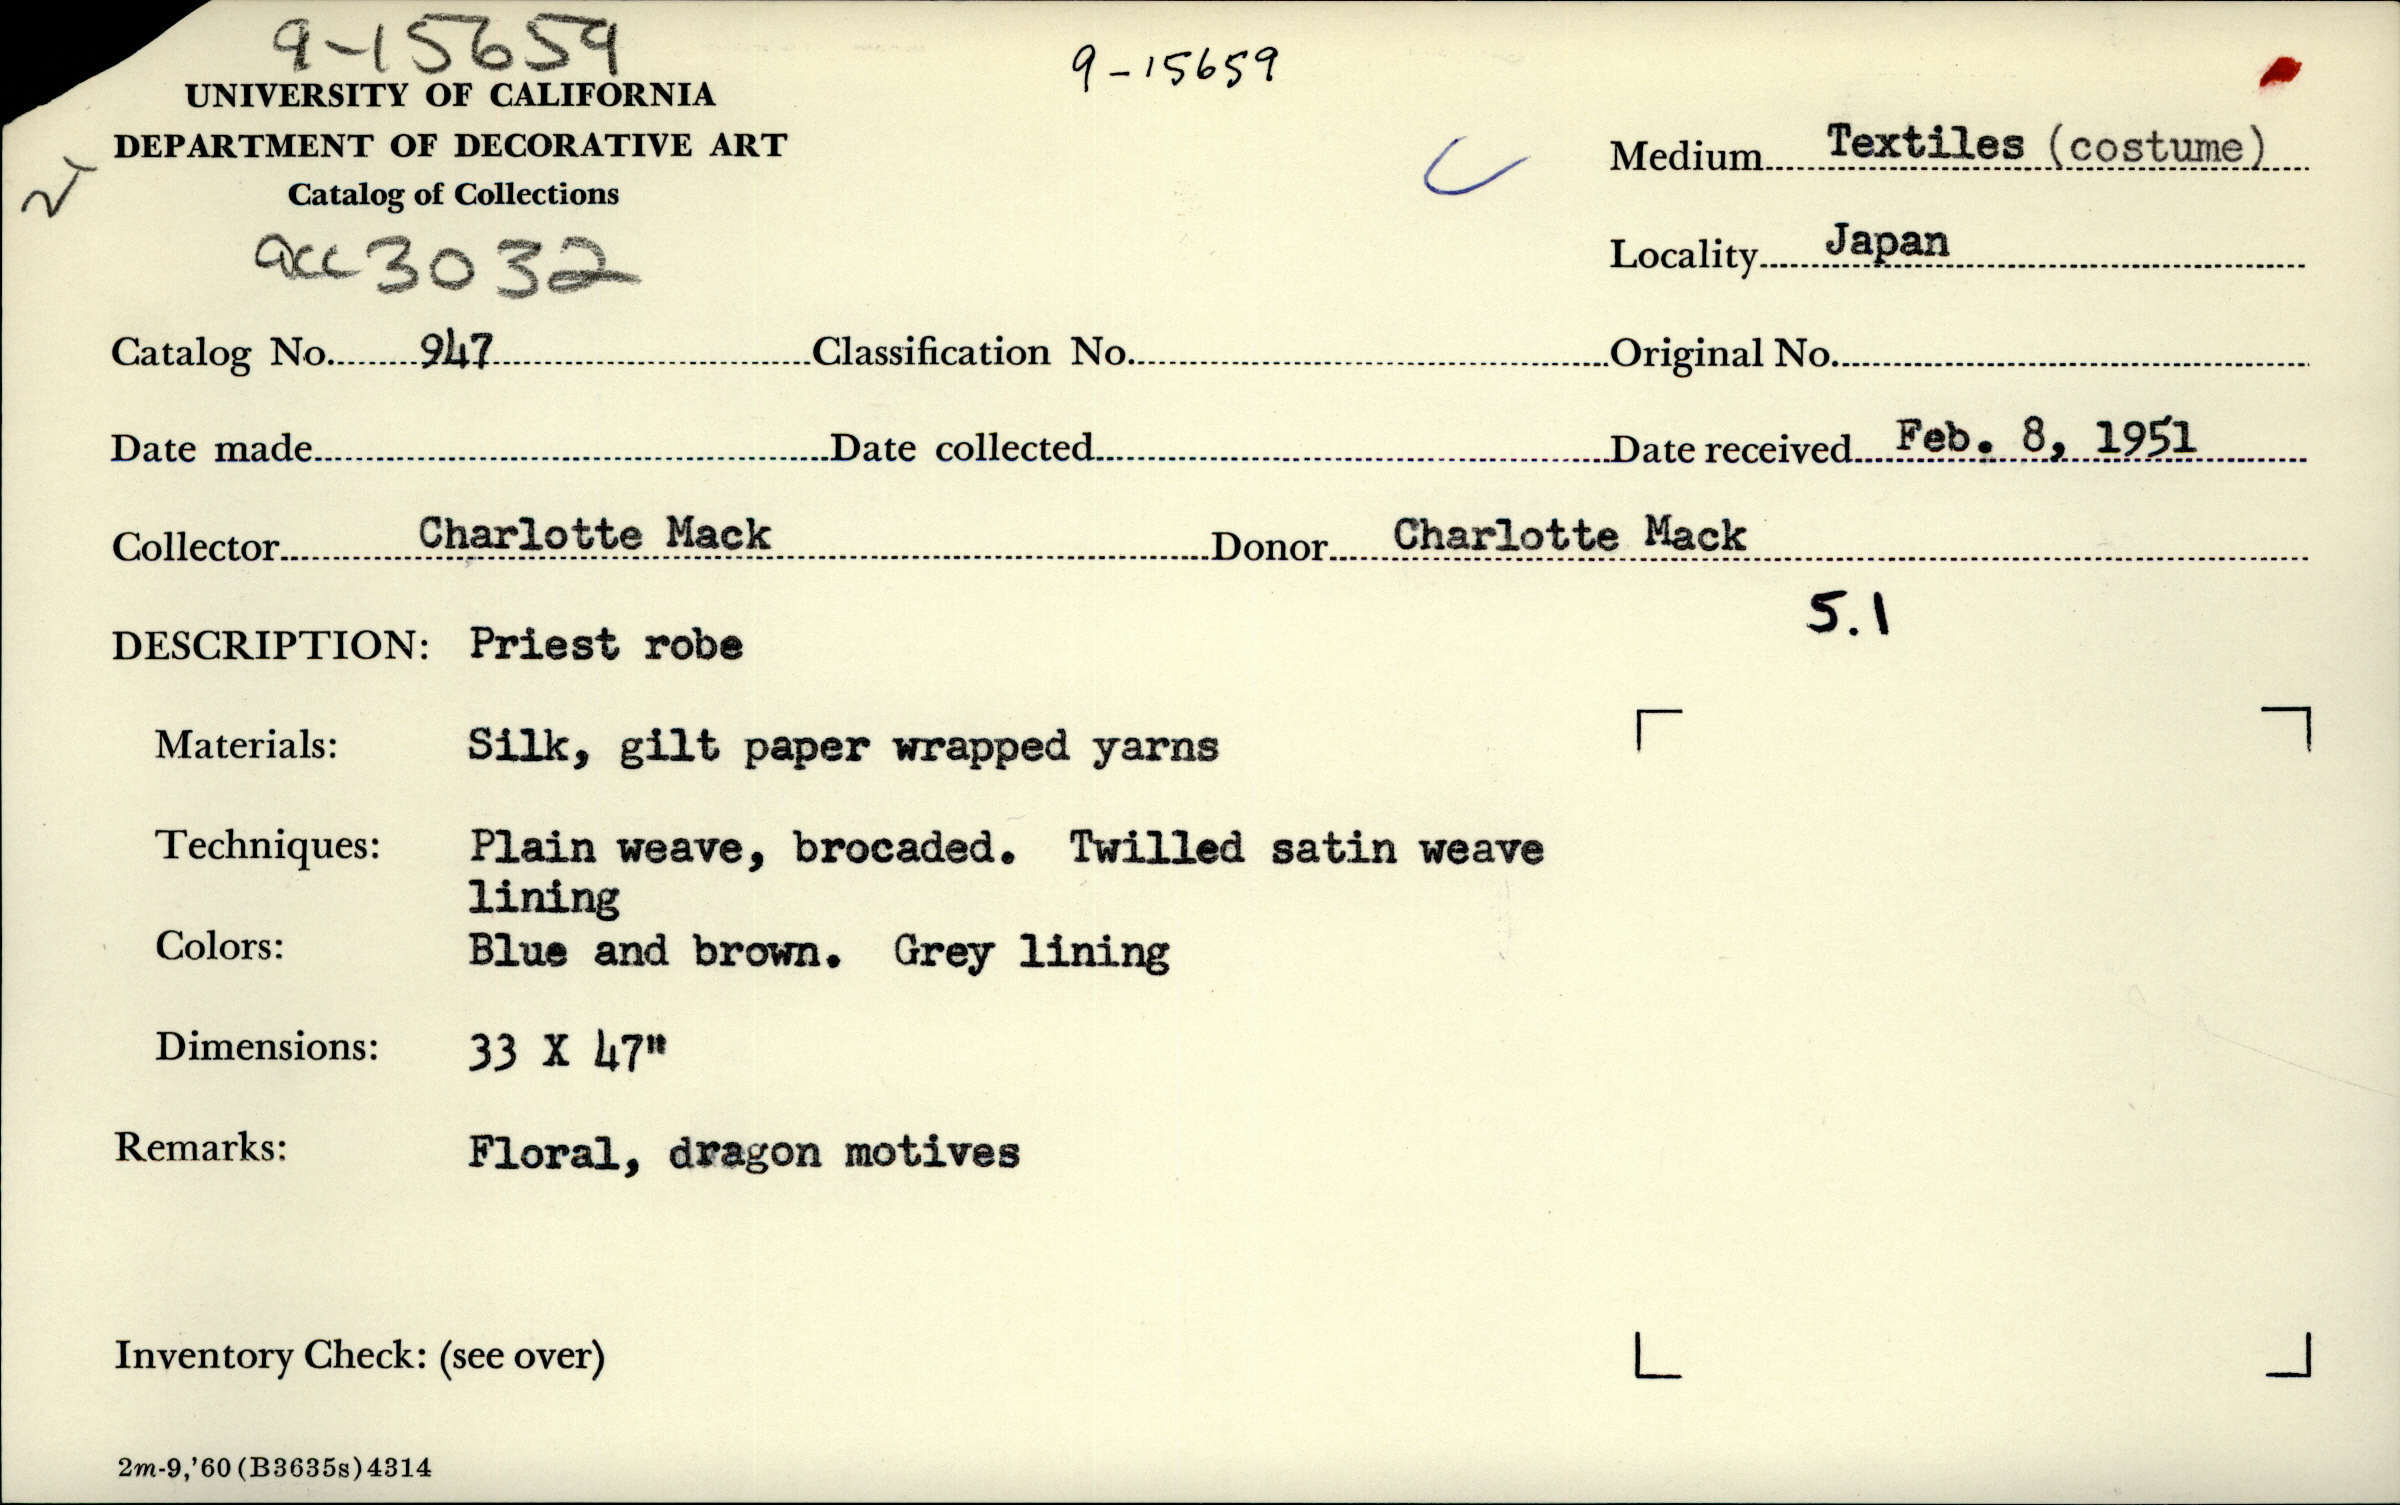 9-15659
9-15659
UNIVERSITY OF CALIFORNIA
DEPARTMENT OF DECORATIVE ART
Catalog of Collections
acc 3032
Medium Textiles (costume)
Locality Japan
Catalog No. 947 Classification No. Original No.
Date made Date collected Date received Feb. 8, 1951
Collector Charlotte Mack Donor Charlotte Mack
5.1
DESCRIPTION: Priest robe
Materials: Silk, gilt paper wrapped yarns
Techniques: Plain weave, brocaded. Twilled satin weave
lining
Colors: Blue and brown. Grey lining
Dimensions: 33 X 47"
Remarks: Floral, dragon motives
Inventory Check: (see over)
2m-9,'60(B3635s)4314